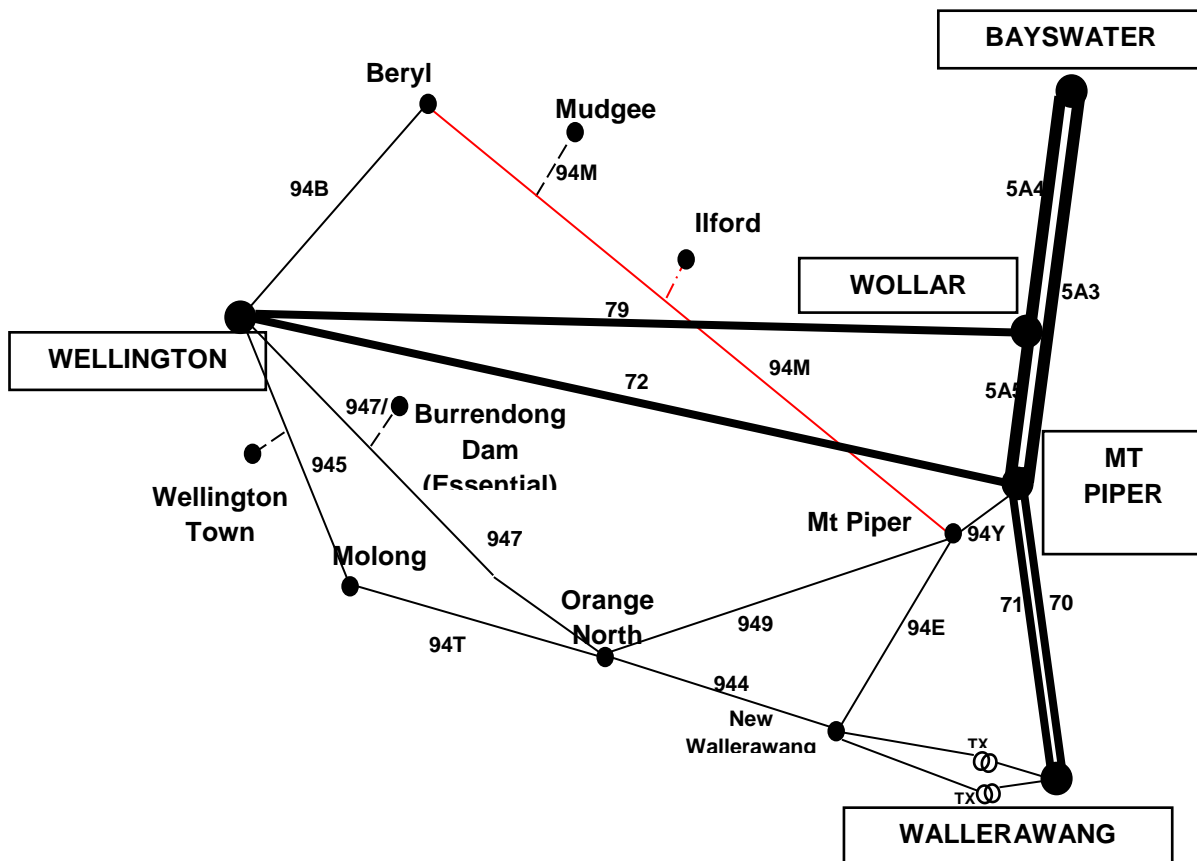 BAYSWATER
Beryl
Mudgee
94M
94B
5A4
Ilford
WOLLAR
5A3
79
WELLINGTON
94M
72
5A5
947/
Burrendong
Dam
(Essential)
945
MT
PIPER
Wellington
Town
Mt Piper
94Y
947
Molong
Orange
North
71
70
949
94E
94T
944
New
Wallerawang
TX
TX
WALLERAWANG